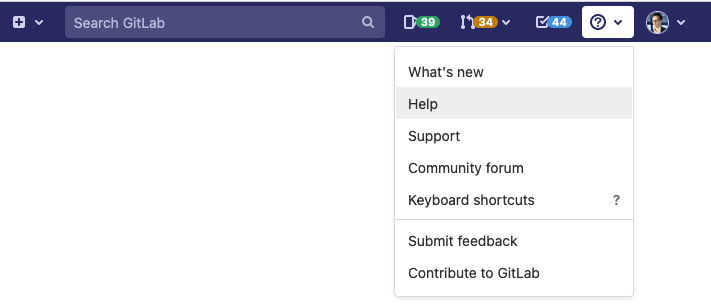 Search GitLab
39
34
44
What's new
Help
Support
Community forum
Keyboard shortcuts ?
Submit feedback
Contribute to GitLab